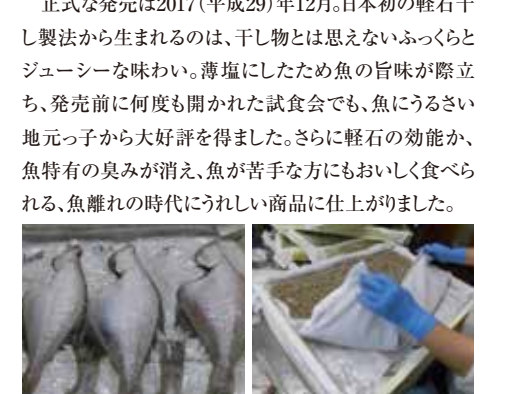 正式な発売は2017(平成29)年12月。日本初の軽石干
し製法から生まれるのは、干し物とは思えないふっくらと
ジューシーな味わい。薄塩にしたため魚の旨味が際立
ち、発売前に何度も開かれた試食会でも、魚にうるさい
地元っ子から大好評を得ました。さらに軽石の効能か、
魚特有の臭みが消え、魚が苦手な方にもおいしく食べら
れる、魚離れの時代にうれしい商品に仕上がりました。